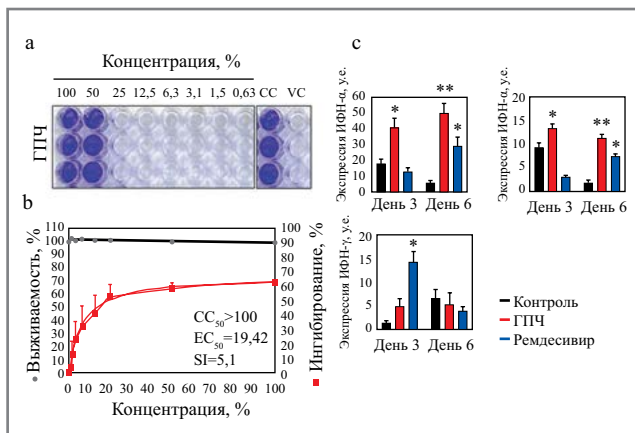 a
Концентрация, %
100 50 25 12,5 6,3 3,1 1,5 0,63 CC VC
ГПЧ
b
Выживаемость, %
110
100
90
80
70
60
50
40
30
20
10
0
Ингибирование, %
100
90
80
70
60
50
40
30
20
10
0
CC50>100
EC50=19,42
SI=5,1
0 10 20 30 40 50 60 70 80 90 100
Концентрация, %
c
Экспрессия ИФН-α, у.е.
60
50
40
30
20
10
0
* ** *
День 3 День 6
Экспрессия ИФН-α, у.е.
20
15
10
5
0
* ** *
День 3 День 6
Экспрессия ИФН-γ, у.е.
20
15
10
5
0
*
День 3 День 6
Контроль
ГПЧ
Ремдесивир